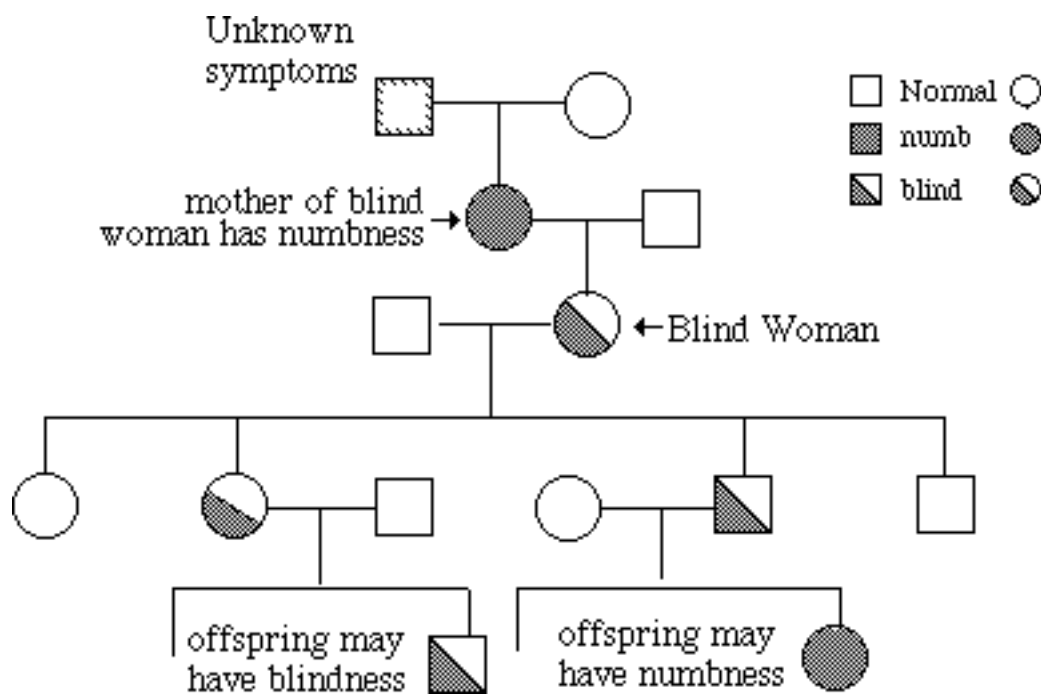 Unknown
symptoms
Normal
numb
blind
mother of blind
woman has numbness
Blind Woman
offspring may
have blindness
offspring may
have numbness